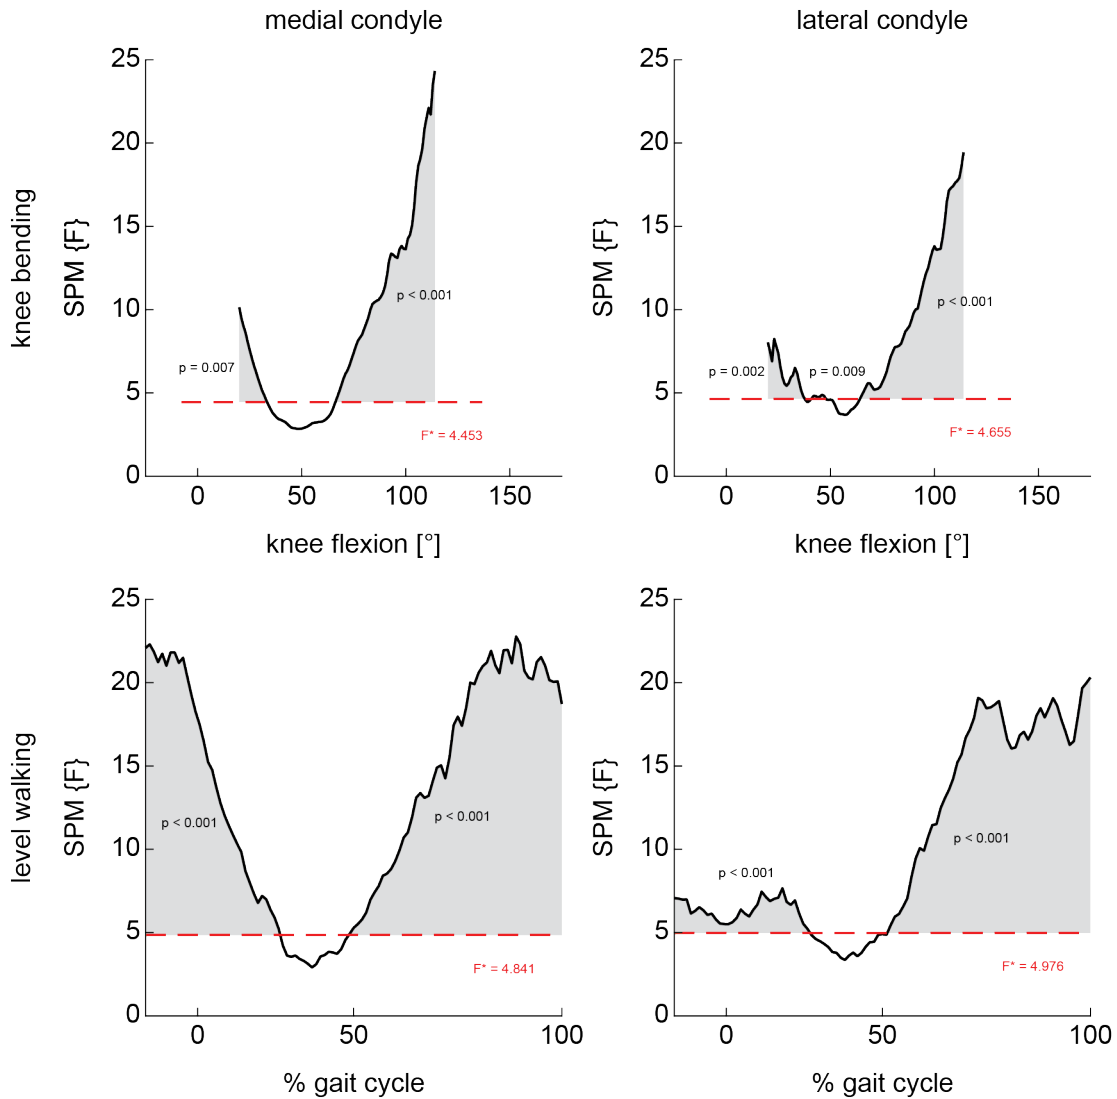 medial condyle
lateral condyle
knee bending
SPM {F}
25
20
15
10
5
0
p = 0.007
p < 0.001
F* = 4.453
0
50
100
150
knee flexion [°]
SPM {F}
25
20
15
10
5
0
p = 0.002
p = 0.009
p < 0.001
F* = 4.655
0
50
100
150
knee flexion [°]
level walking
SPM {F}
25
20
15
10
5
0
p < 0.001
p < 0.001
F* = 4.841
0
50
100
% gait cycle
SPM {F}
25
20
15
10
5
0
p < 0.001
p < 0.001
F* = 4.976
0
50
100
% gait cycle